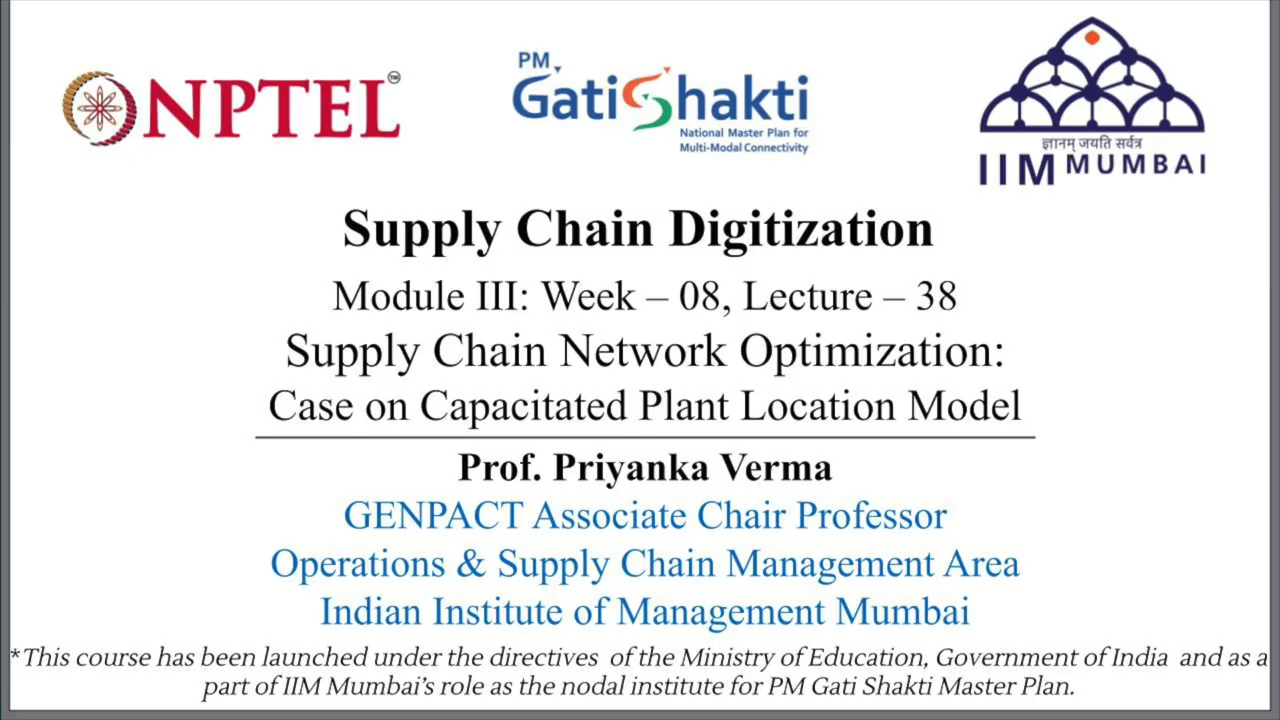 NPTEL™
PM
GatiShakti
National Master Plan for
Multi-Modal Connectivity
ज्ञानम् जयति सर्वत्र
IIM MUMBAI
Supply Chain Digitization
Module III: Week – 08, Lecture – 38
Supply Chain Network Optimization:
Case on Capacitated Plant Location Model
Prof. Priyanka Verma
GENPACT Associate Chair Professor
Operations & Supply Chain Management Area
Indian Institute of Management Mumbai
*This course has been launched under the directives of the Ministry of Education, Government of India and as a
part of IIM Mumbai's role as the nodal institute for PM Gati Shakti Master Plan.